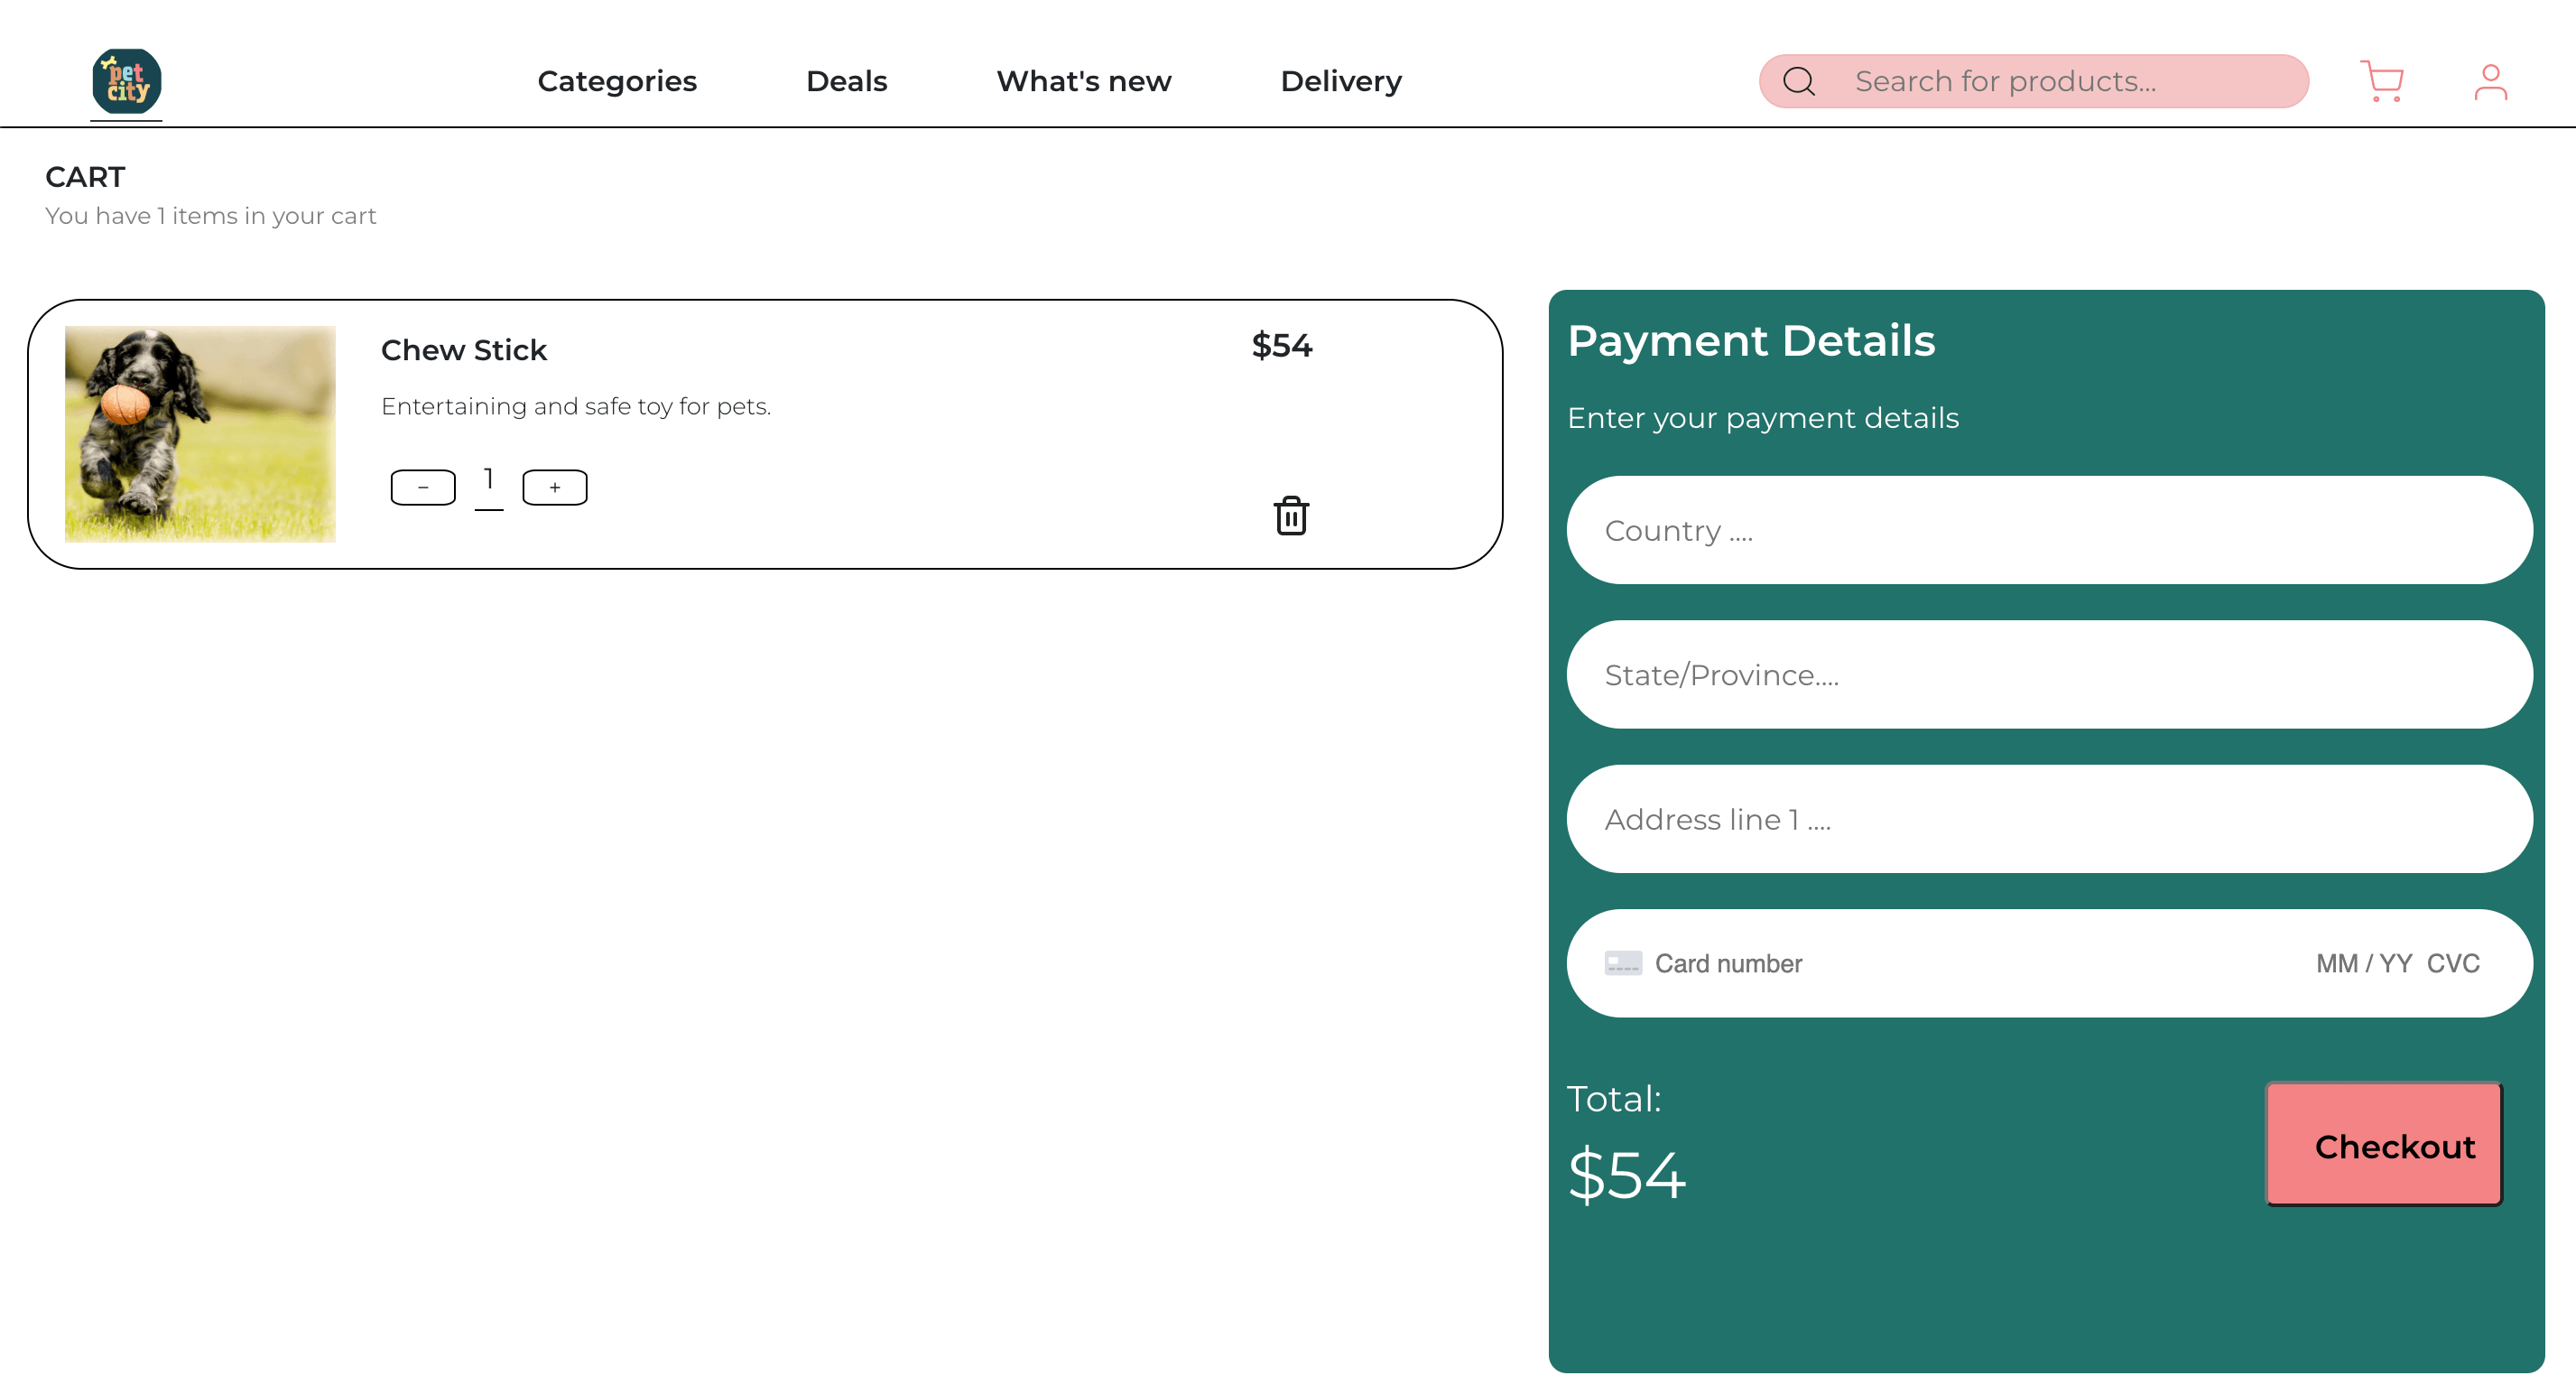 pet
city
Categories
Deals
What's new
Delivery
Search for products...
CART
You have 1 items in your cart
Chew Stick
$54
Entertaining and safe toy for pets.
−
1
+
Payment Details
Enter your payment details
Country ....
State/Province....
Address line 1 ....
Card number
MM / YY CVC
Total:
$54
Checkout